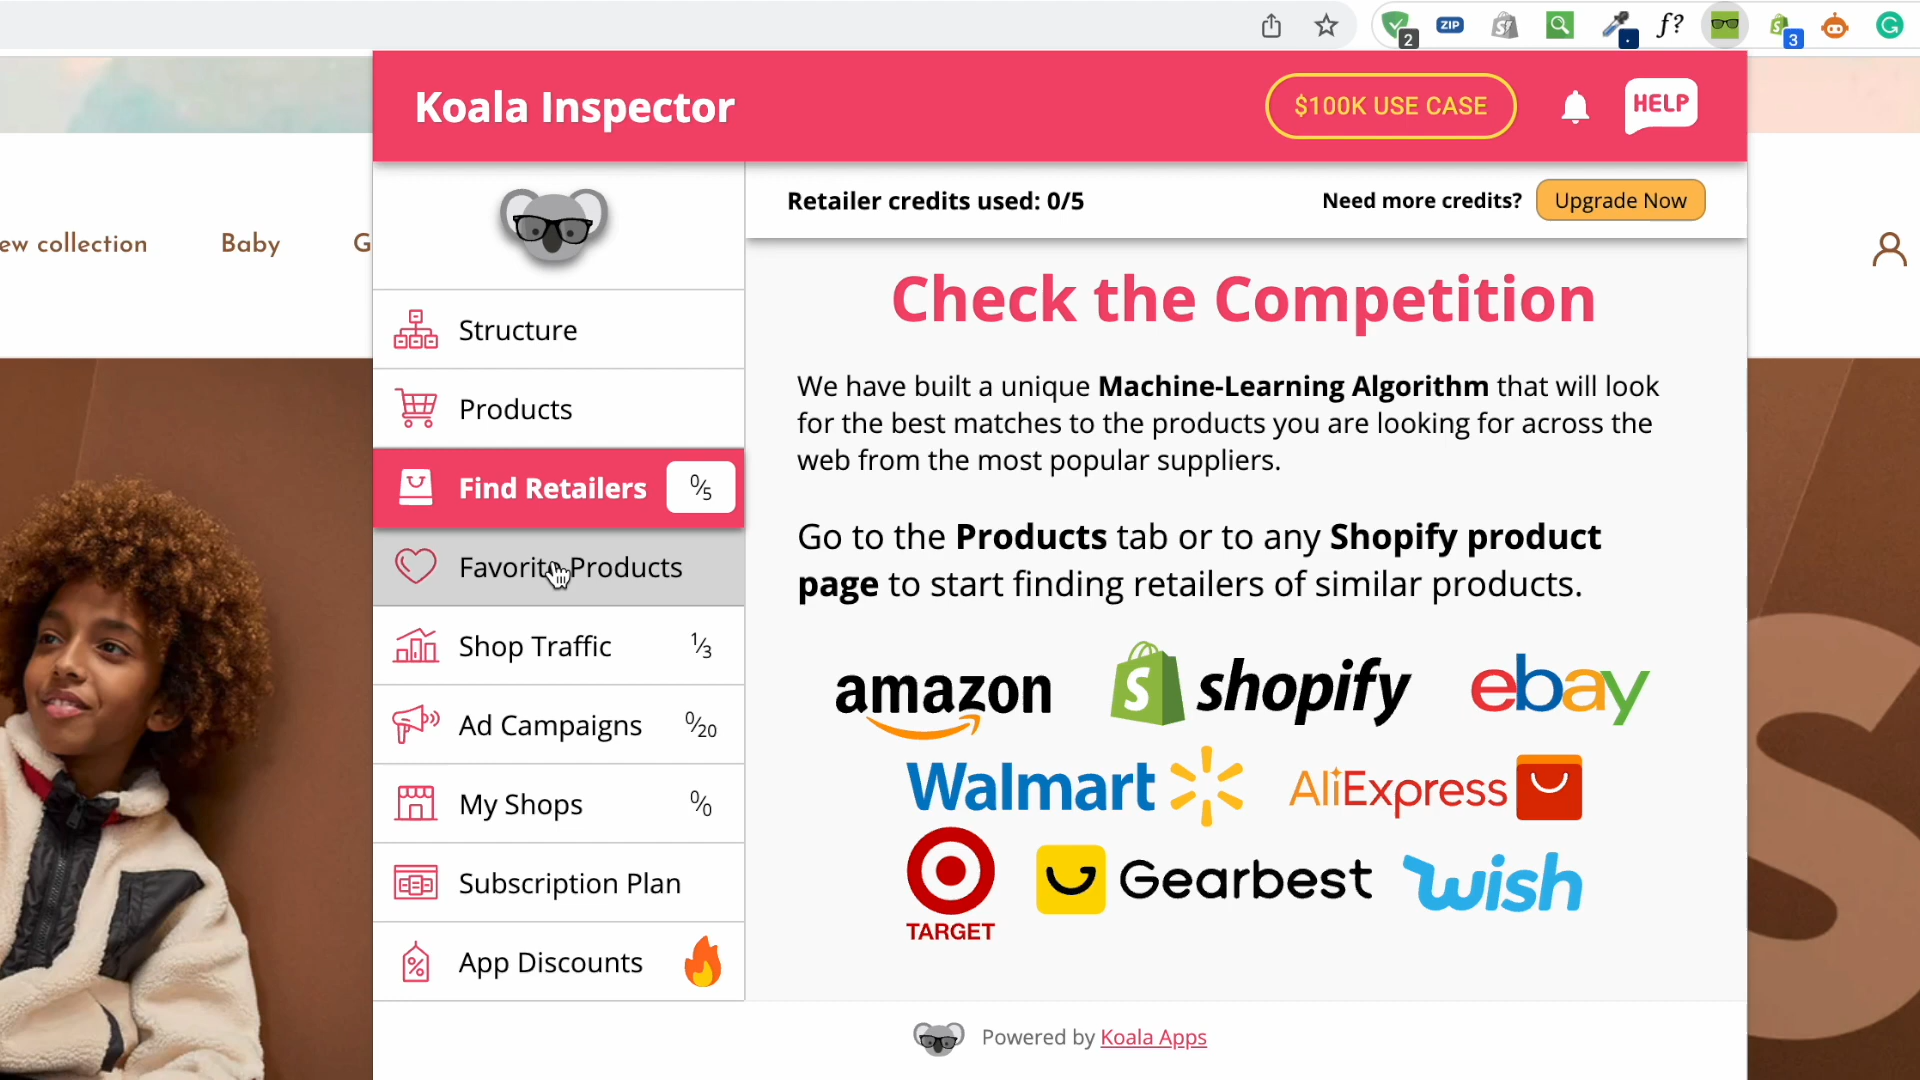 2
ZIP
f?
3
Koala Inspector
$100K USE CASE
HELP
Retailer credits used: 0/5
Need more credits?
Upgrade Now
ew collection
Baby
G
Structure
Products
Find Retailers
0/5
Favorite Products
Shop Traffic
1/3
Ad Campaigns
0/20
My Shops
Subscription Plan
App Discounts
Check the Competition
We have built a unique Machine-Learning Algorithm that will look
for the best matches to the products you are looking for across the
web from the most popular suppliers.
Go to the Products tab or to any Shopify product
page to start finding retailers of similar products.
amazon
shopify
ebay
Walmart
AliExpress
TARGET
Gearbest
wish
Powered by Koala Apps